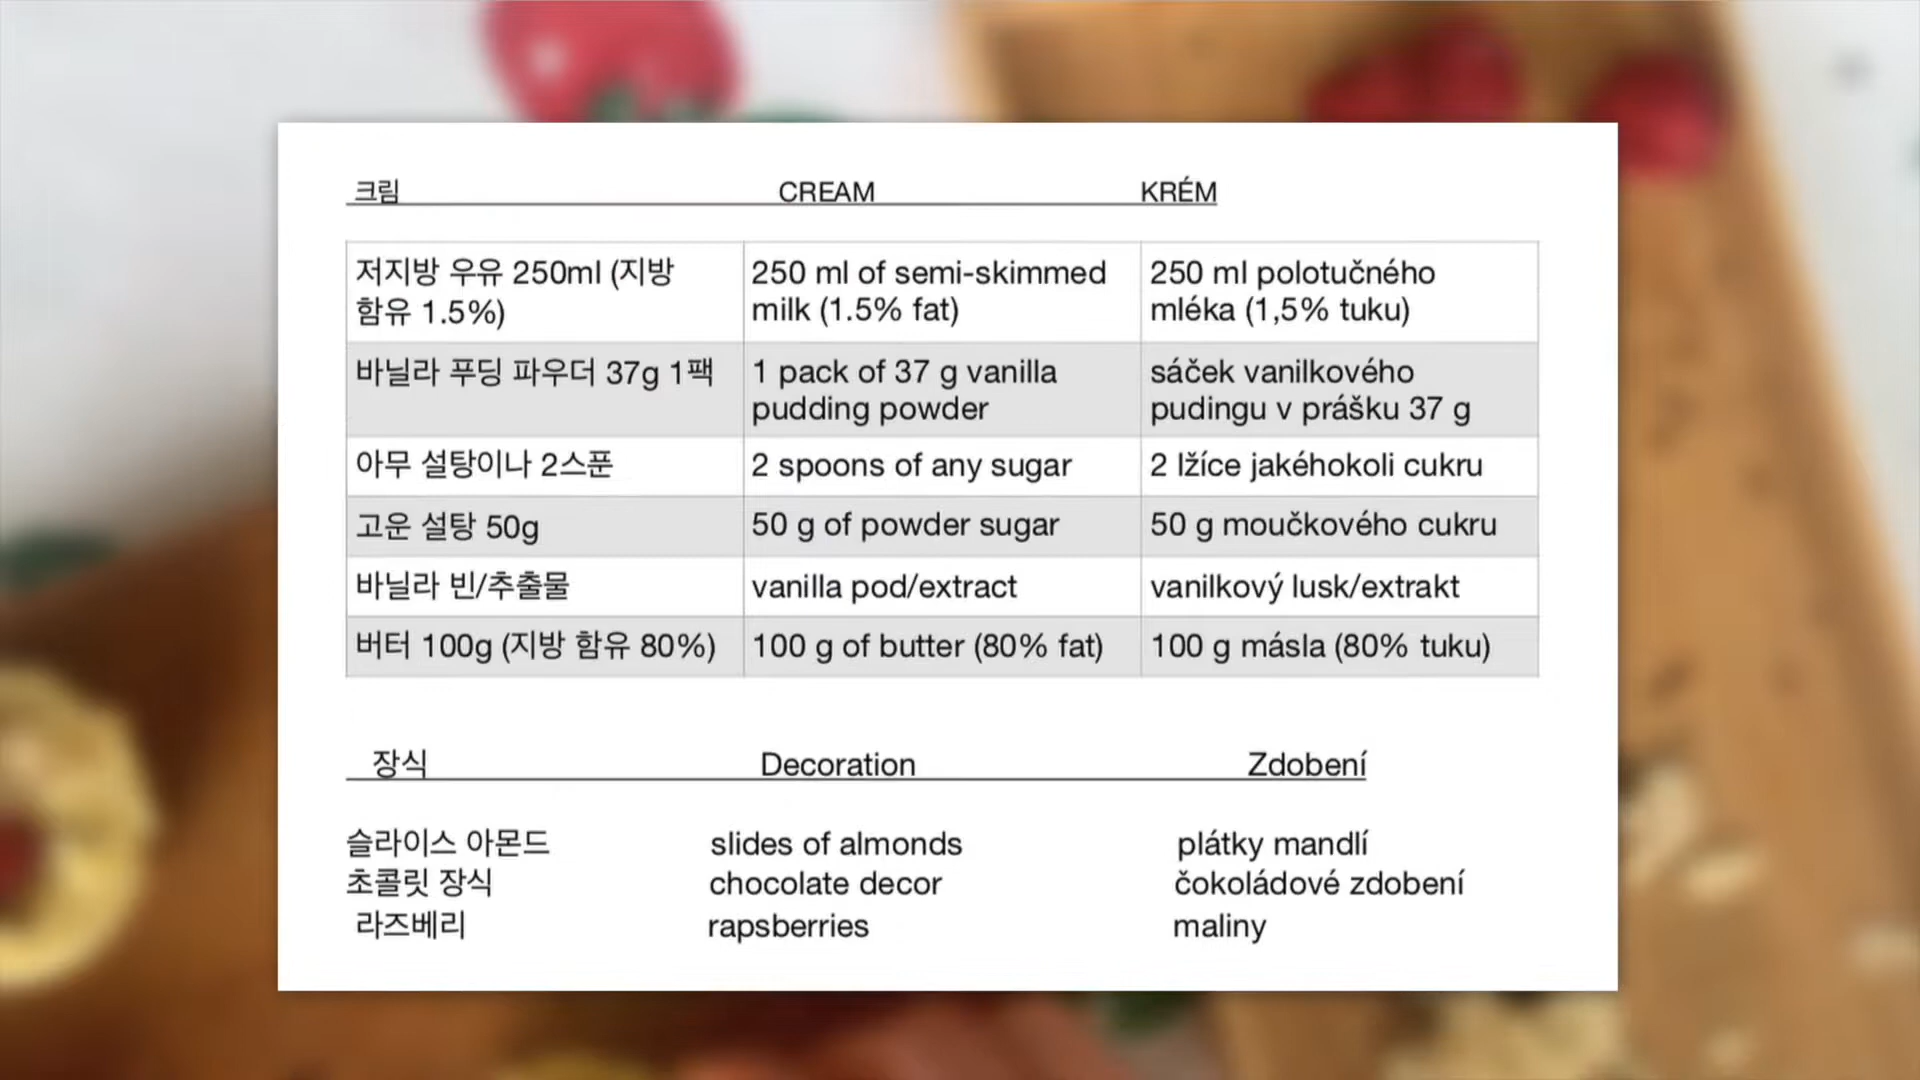 크림 CREAM KRÉM
저지방 우유 250ml (지방 250 ml of semi-skimmed 250 ml polotučného
함유 1.5%) milk (1.5% fat) mléka (1,5% tuku)
바닐라 푸딩 파우더 37g 1팩 1 pack of 37 g vanilla sáček vanilkového
pudding powder pudingu v prášku 37 g
아무 설탕이나 2스푼 2 spoons of any sugar 2 lžíce jakéhokoli cukru
고운 설탕 50g 50 g of powder sugar 50 g moučkového cukru
바닐라 빈/추출물 vanilla pod/extract vanilkový lusk/extrakt
버터 100g (지방 함유 80%) 100 g of butter (80% fat) 100 g másla (80% tuku)
장식 Decoration Zdobení
슬라이스 아몬드 slides of almonds plátky mandlí
초콜릿 장식 chocolate decor čokoládové zdobení
라즈베리 rapsberries maliny